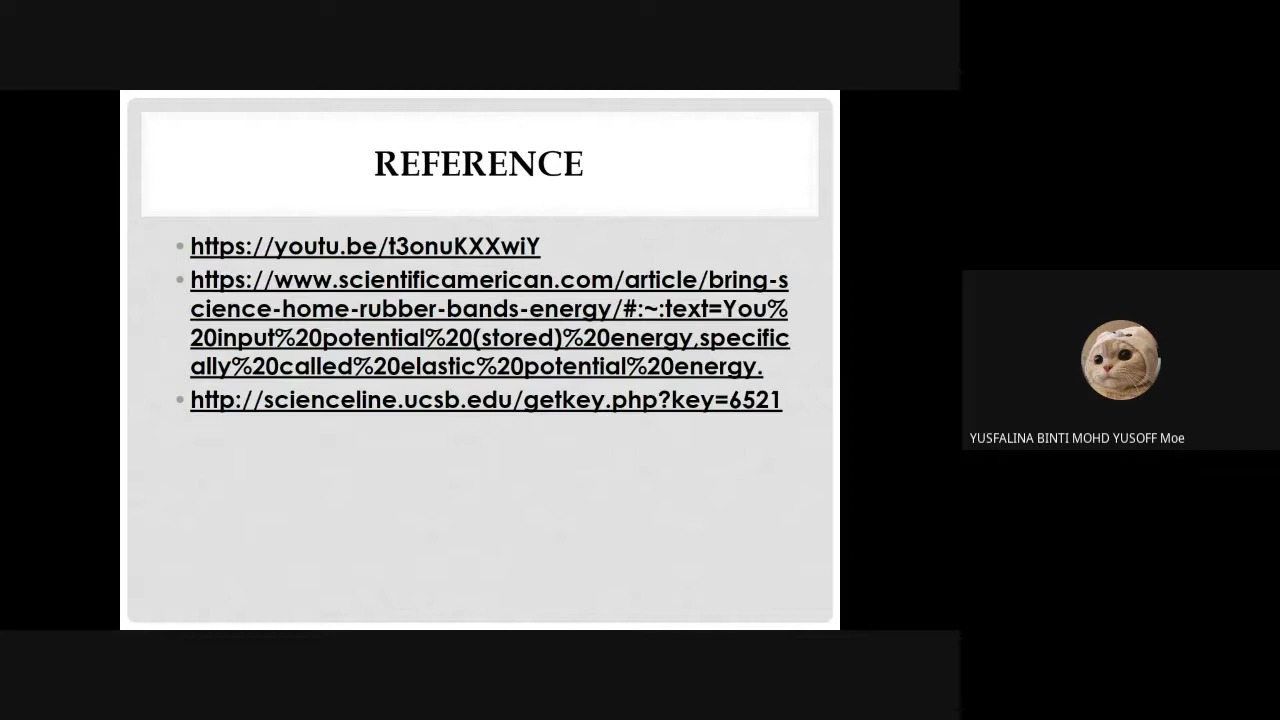 REFERENCE
• https://youtu.be/t3onuKXXwiY
• https://www.scientificamerican.com/article/bring-s
cience-home-rubber-bands-energy/#:~:text=You%
20input%20potential%20(stored)%20energy,specific
ally%20called%20elastic%20potential%20energy.
• http://scienceline.ucsb.edu/getkey.php?key=6521
YUSFALINA BINTI MOHD YUSOFF Moe